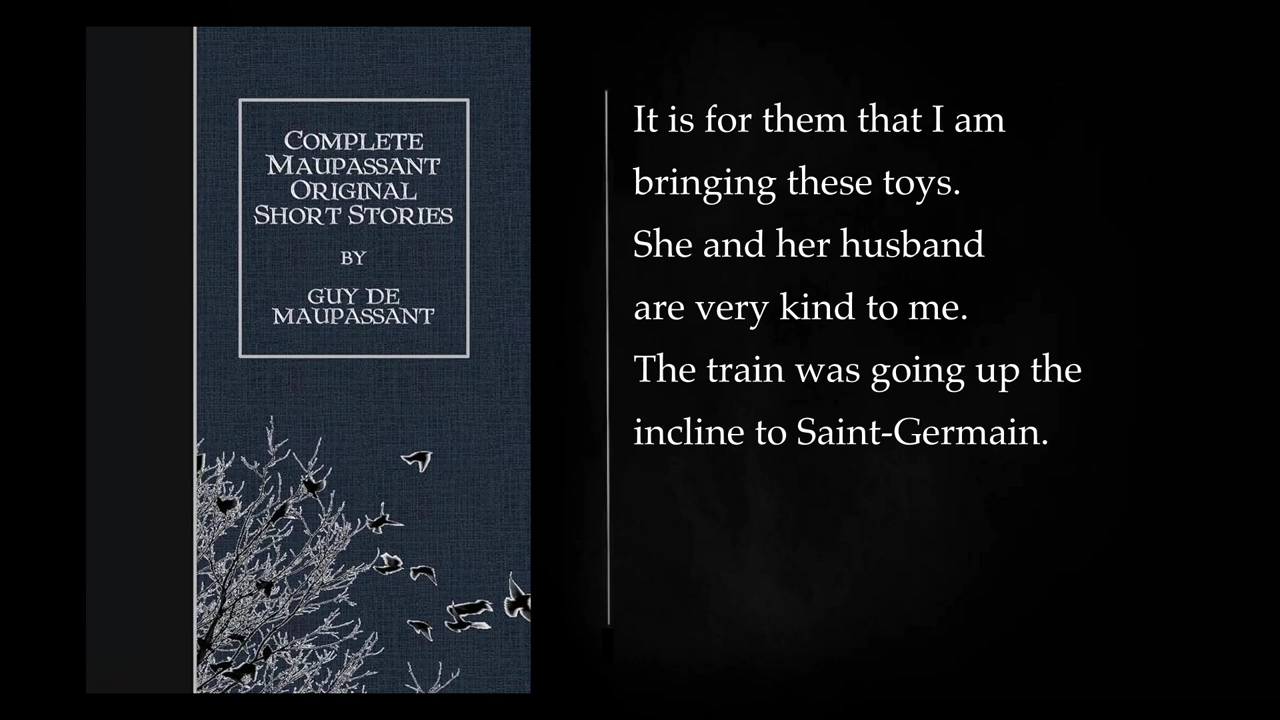 COMPLETE
MAUPASSANT
ORIGINAL
SHORT STORIES
BY
GUY DE
MAUPASSANT
It is for them that I am
bringing these toys.
She and her husband
are very kind to me.
The train was going up the
incline to Saint-Germain.